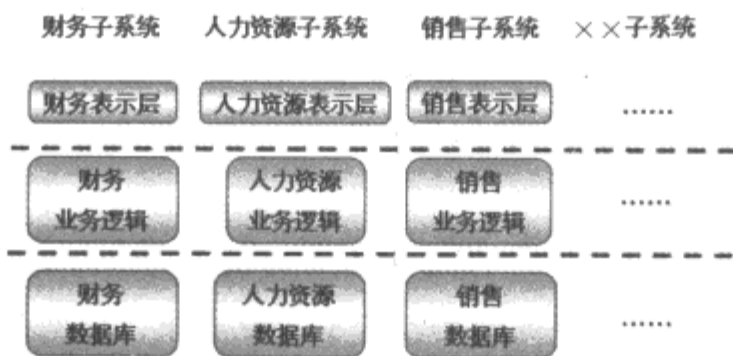 财务子系统 人力资源子系统 销售子系统 ××子系统
财务表示层 人力资源表示层 销售表示层 ……
财务 人力资源 销售
业务逻辑 业务逻辑 业务逻辑 ……
财务 人力资源 销售
数据库 数据库 数据库 ……